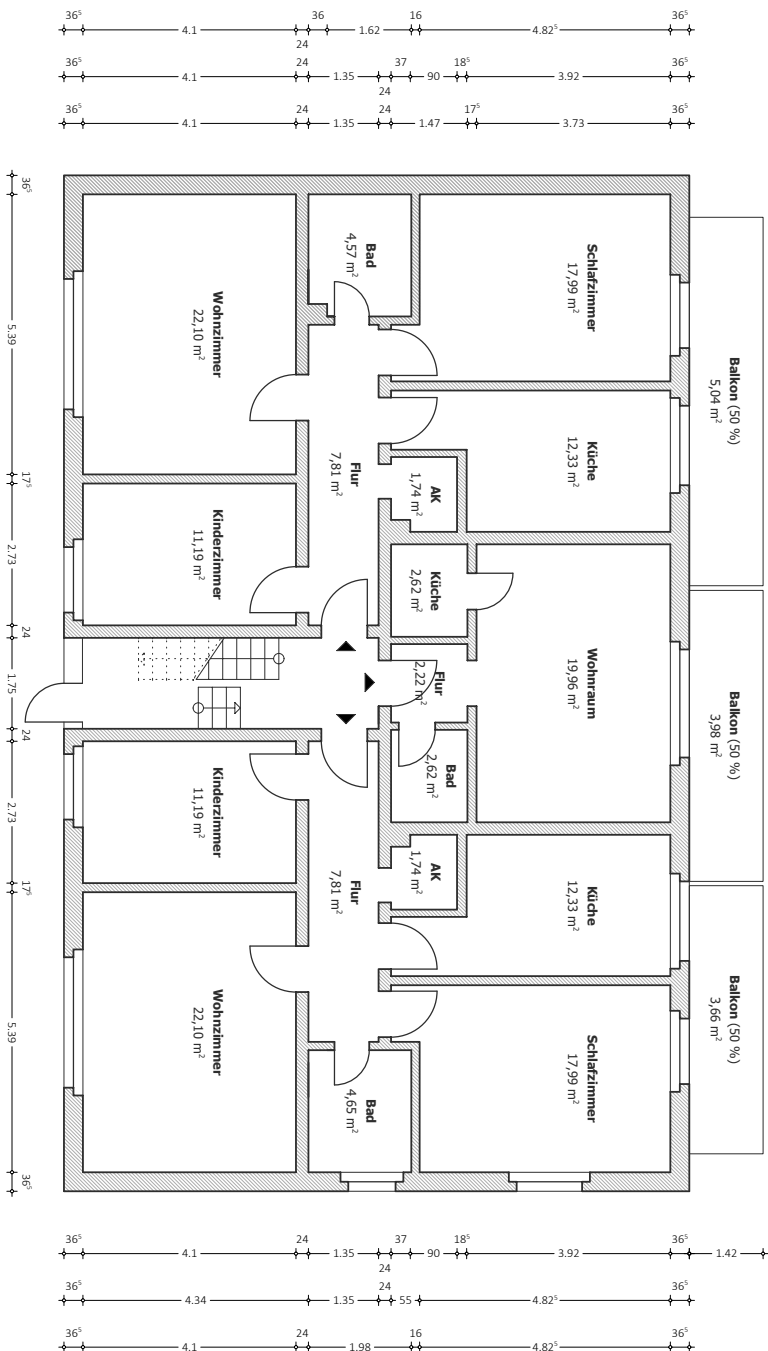 36⁵
36
16
36⁵
4.1
1.62
4.82⁵
24
36⁵
24
37
18⁵
36⁵
4.1
1.35
90
3.92
24
36⁵
24
24
17⁵
36⁵
4.1
1.35
1.47
3.73
36⁵
5.39
17⁵
2.73
24
1.75
24
2.73
17⁵
5.39
36⁵
Bad
4,57 m²
Schlafzimmer
17,99 m²
Wohnzimmer
22,10 m²
Balkon (50 %)
5,04 m²
Küche
12,33 m²
Flur
7,81 m²
AK
1,74 m²
Kinderzimmer
11,19 m²
Küche
2,62 m²
Wohnraum
19,96 m²
Flur
2,22 m²
Balkon (50 %)
3,98 m²
Bad
2,62 m²
Kinderzimmer
11,19 m²
AK
1,74 m²
Flur
7,81 m²
Küche
12,33 m²
Balkon (50 %)
3,66 m²
Wohnzimmer
22,10 m²
Schlafzimmer
17,99 m²
Bad
4,65 m²
36⁵
24
37
18⁵
36⁵
4.1
1.35
90
3.92
1.42
24
36⁵
24
24
16
36⁵
4.34
1.35
55
4.82⁵
36⁵
24
16
36⁵
4.1
1.98
4.82⁵